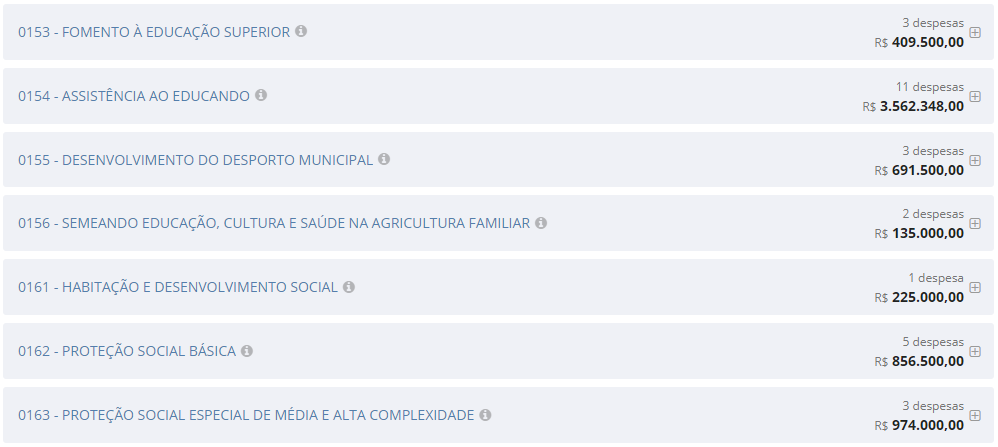 0153 - FOMENTO À EDUCAÇÃO SUPERIOR
3 despesas
R$ 409.500,00
0154 - ASSISTÊNCIA AO EDUCANDO
11 despesas
R$ 3.562.348,00
0155 - DESENVOLVIMENTO DO DESPORTO MUNICIPAL
3 despesas
R$ 691.500,00
0156 - SEMEANDO EDUCAÇÃO, CULTURA E SAÚDE NA AGRICULTURA FAMILIAR
2 despesas
R$ 135.000,00
0161 - HABITAÇÃO E DESENVOLVIMENTO SOCIAL
1 despesa
R$ 225.000,00
0162 - PROTEÇÃO SOCIAL BÁSICA
5 despesas
R$ 856.500,00
0163 - PROTEÇÃO SOCIAL ESPECIAL DE MÉDIA E ALTA COMPLEXIDADE
3 despesas
R$ 974.000,00